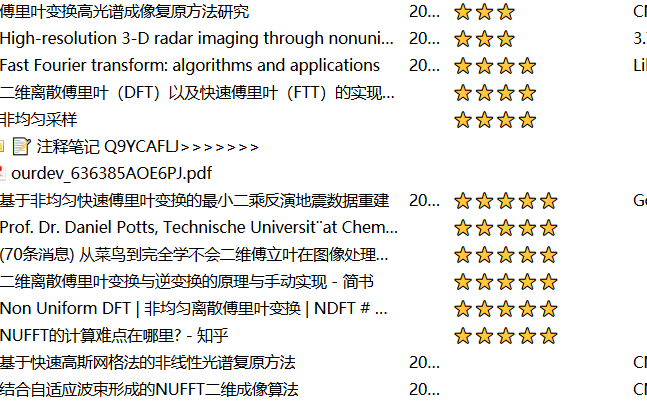 傅里叶变换高光谱成像复原方法研究 20...
High-resolution 3-D radar imaging through nonuni... 20... 3.
Fast Fourier transform: algorithms and applications 20... Li
二维离散傅里叶（DFT）以及快速傅里叶（FTT）的实现...
非均匀采样
注释笔记 Q9YCAFLJ>>>>>>>
ourdev_636385AOE6PJ.pdf
基于非均匀快速傅里叶变换的最小二乘反演地震数据重建 20...
Prof. Dr. Daniel Potts, Technische Universit¨at Chem...
(70条消息) 从菜鸟到完全学不会二维傅立叶在图像处理...
二维离散傅里叶变换与逆变换的原理与手动实现 - 简书
Non Uniform DFT | 非均匀离散傅里叶变换 | NDFT # ...
NUFFT的计算难点在哪里? - 知乎
基于快速高斯网格法的非线性光谱复原方法 20...
结合自适应波束形成的NUFFT二维成像算法 20...